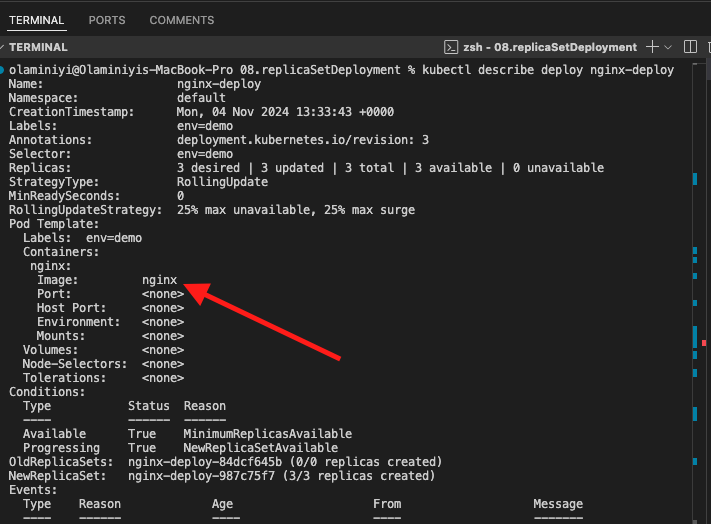 TERMINAL PORTS COMMENTS
TERMINAL zsh - 08.replicaSetDeployment
olaminiyi@Olaminiyis-MacBook-Pro 08.replicaSetDeployment % kubectl describe deploy nginx-deploy
Name: nginx-deploy
Namespace: default
CreationTimestamp: Mon, 04 Nov 2024 13:33:43 +0000
Labels: env=demo
Annotations: deployment.kubernetes.io/revision: 3
Selector: env=demo
Replicas: 3 desired | 3 updated | 3 total | 3 available | 0 unavailable
StrategyType: RollingUpdate
MinReadySeconds: 0
RollingUpdateStrategy: 25% max unavailable, 25% max surge
Pod Template:
Labels: env=demo
Containers:
nginx:
Image: nginx
Port: <none>
Host Port: <none>
Environment: <none>
Mounts: <none>
Volumes: <none>
Node-Selectors: <none>
Tolerations: <none>
Conditions:
Type Status Reason
---- ------ ------
Available True MinimumReplicasAvailable
Progressing True NewReplicaSetAvailable
OldReplicaSets: nginx-deploy-84dcf645b (0/0 replicas created)
NewReplicaSet: nginx-deploy-987c75f7 (3/3 replicas created)
Events:
Type Reason Age From Message
---- ------ ---- ---- -------